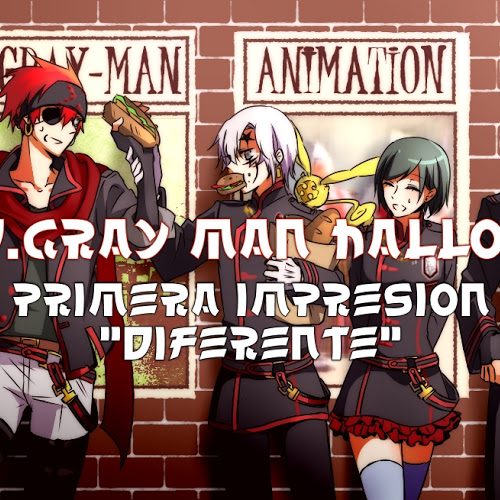 GRAY-MAN
ANIMATION
.GRAY MAN HALLO
PRIMERA IMPRESION
"DIFERENTE"